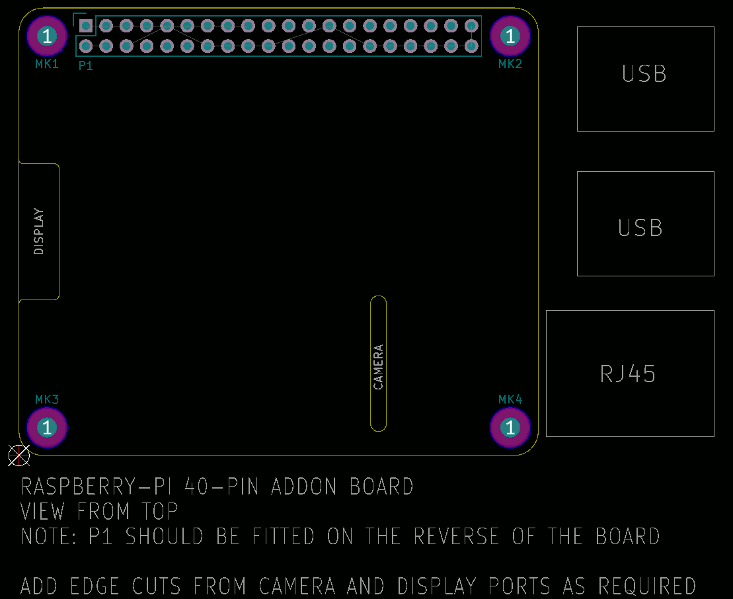 1
1
MK1
P1
MK2
USB
DISPLAY
USB
CAMERA
RJ45
MK3
MK4
1
1
RASPBERRY-PI 40-PIN ADDON BOARD
VIEW FROM TOP
NOTE: P1 SHOULD BE FITTED ON THE REVERSE OF THE BOARD
ADD EDGE CUTS FROM CAMERA AND DISPLAY PORTS AS REQUIRED